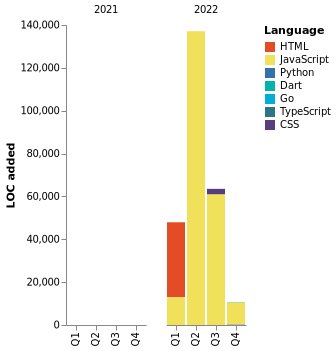 2021 2022
Language
HTML
JavaScript
Python
Dart
Go
TypeScript
CSS
LOC added
140,000
120,000
100,000
80,000
60,000
40,000
20,000
0
Q1 Q2 Q3 Q4 Q1 Q2 Q3 Q4